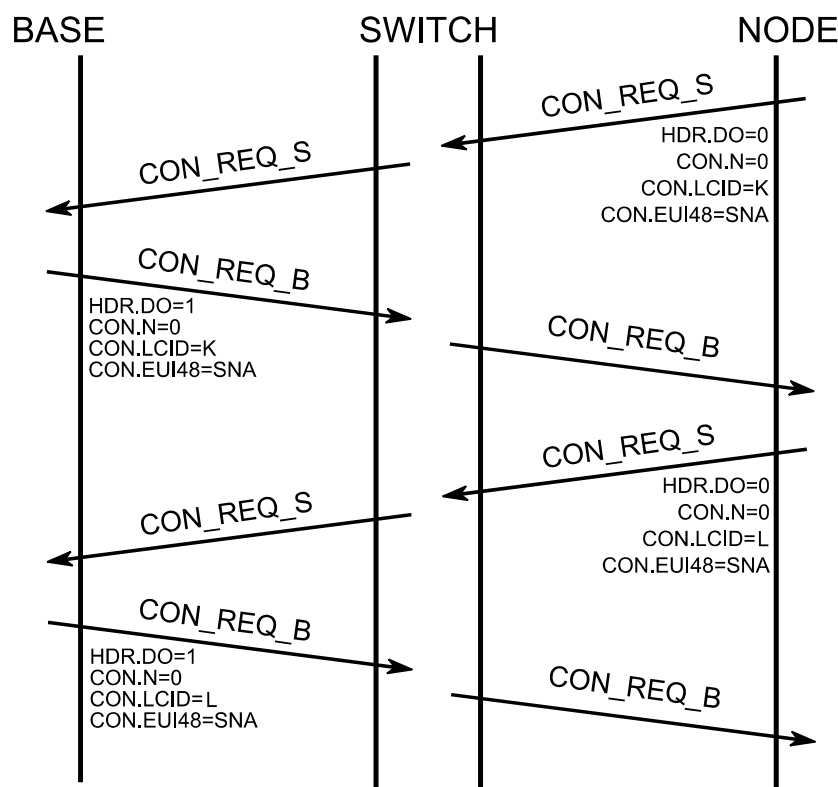 BASE
SWITCH
NODE
CON_REQ_S
HDR.DO=0
CON.N=0
CON.LCID=K
CON.EUI48=SNA
CON_REQ_S
CON_REQ_B
HDR.DO=1
CON.N=0
CON.LCID=K
CON.EUI48=SNA
CON_REQ_B
CON_REQ_S
HDR.DO=0
CON.N=0
CON.LCID=L
CON.EUI48=SNA
CON_REQ_S
CON_REQ_B
HDR.DO=1
CON.N=0
CON.LCID=L
CON.EUI48=SNA
CON_REQ_B